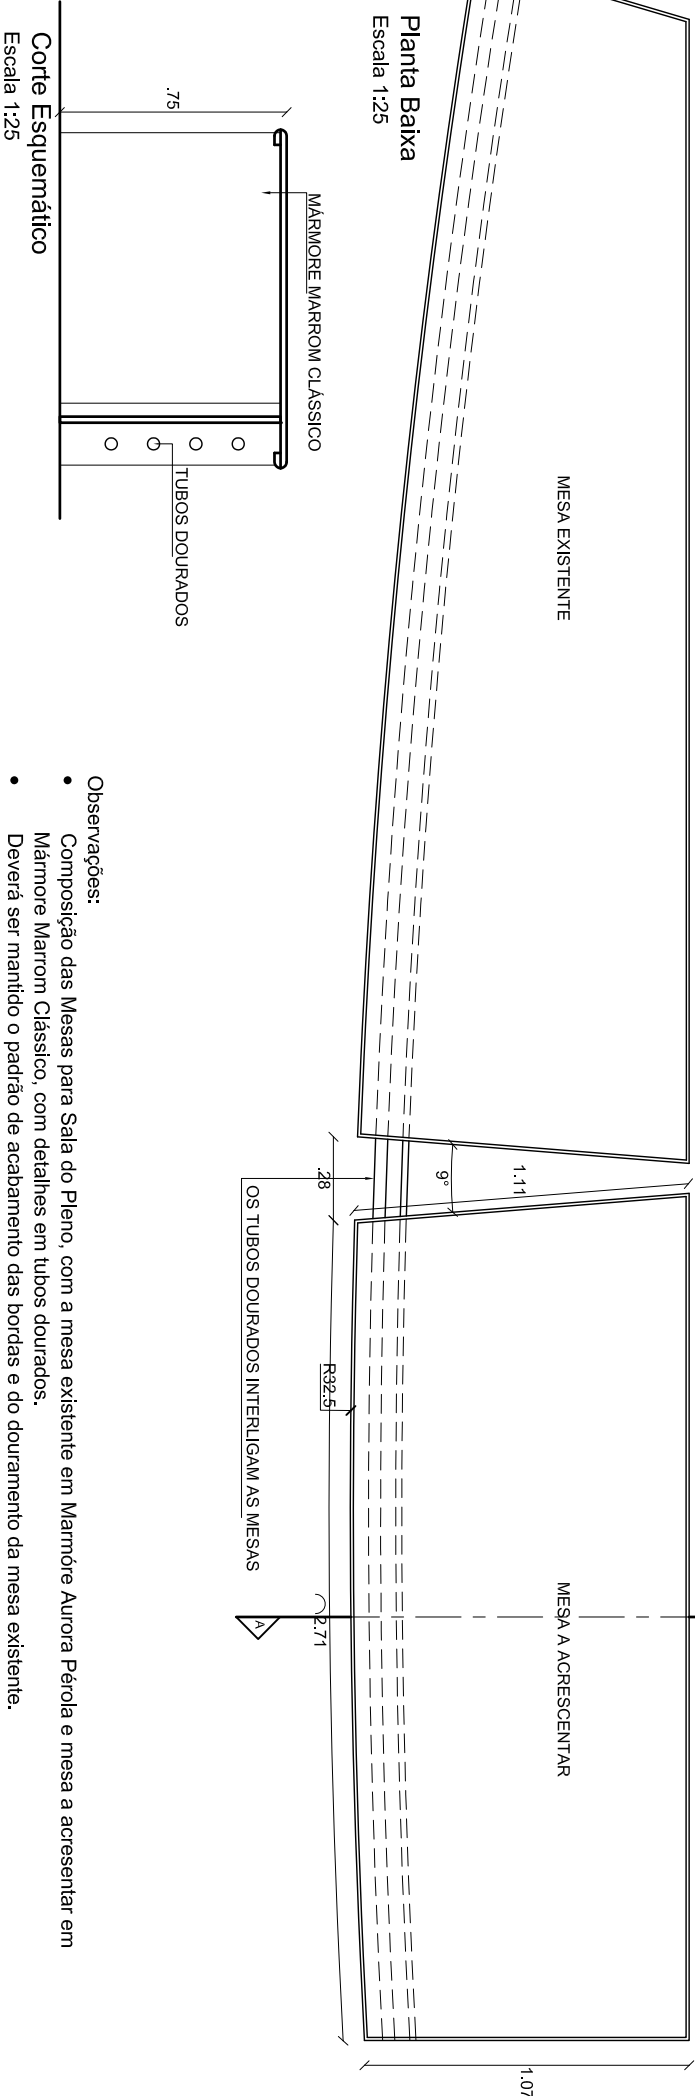 MESA EXISTENTE
MESA A ACRESCENTAR
1.11
9°
.28
R32.5
2.71
1.07
OS TUBOS DOURADOS INTERLIGAM AS MESAS
A
Planta Baixa
Escala 1:25
MÁRMORE MARROM CLÁSSICO
TUBOS DOURADOS
.75
Corte Esquemático
Escala 1:25
Observações:
• Composição das Mesas para Sala do Pleno, com a mesa existente em Marmóre Aurora Pérola e mesa a acresentar em
Mármore Marrom Clássico, com detalhes em tubos dourados.
• Deverá ser mantido o padrão de acabamento das bordas e do douramento da mesa existente.